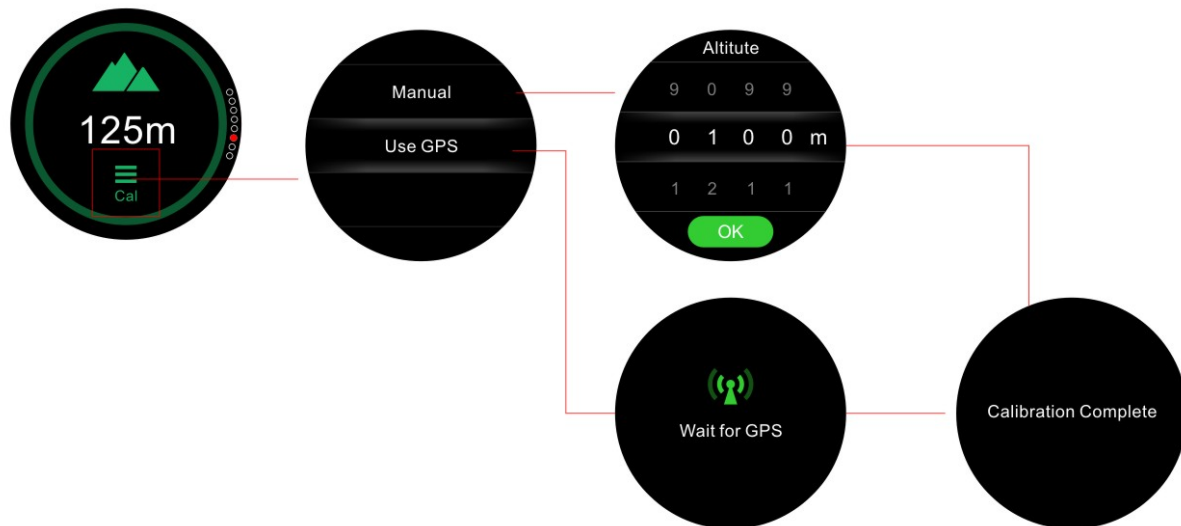 125m
Cal
Manual
Use GPS
Altitute
9 0 9 9
0 1 0 0 m
1 2 1 1
OK
Wait for GPS
Calibration Complete